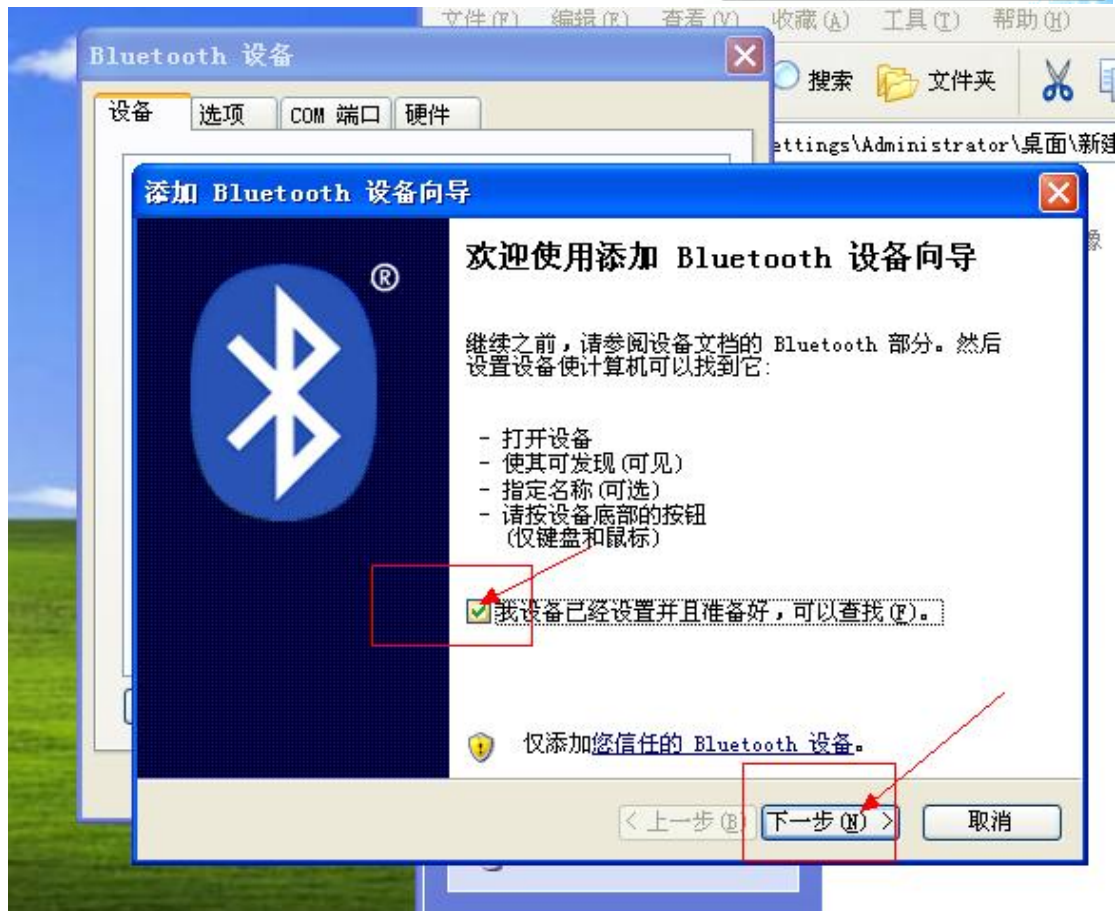 文件(F) 编辑(E) 查看(V) 收藏(A) 工具(T) 帮助(H)
Bluetooth 设备
搜索 文件夹
设备 选项 COM 端口 硬件
ettings\Administrator\桌面\新建
添加 Bluetooth 设备向导
欢迎使用添加 Bluetooth 设备向导
®
继续之前，请参阅设备文档的 Bluetooth 部分。然后
设置设备使计算机可以找到它:
- 打开设备
- 使其可发现(可见)
- 指定名称(可选)
- 请按设备底部的按钮
(仅键盘和鼠标)
我设备已经设置并且准备好，可以查找(F)。
仅添加您信任的 Bluetooth 设备。
< 上一步(B) 下一步(N) > 取消